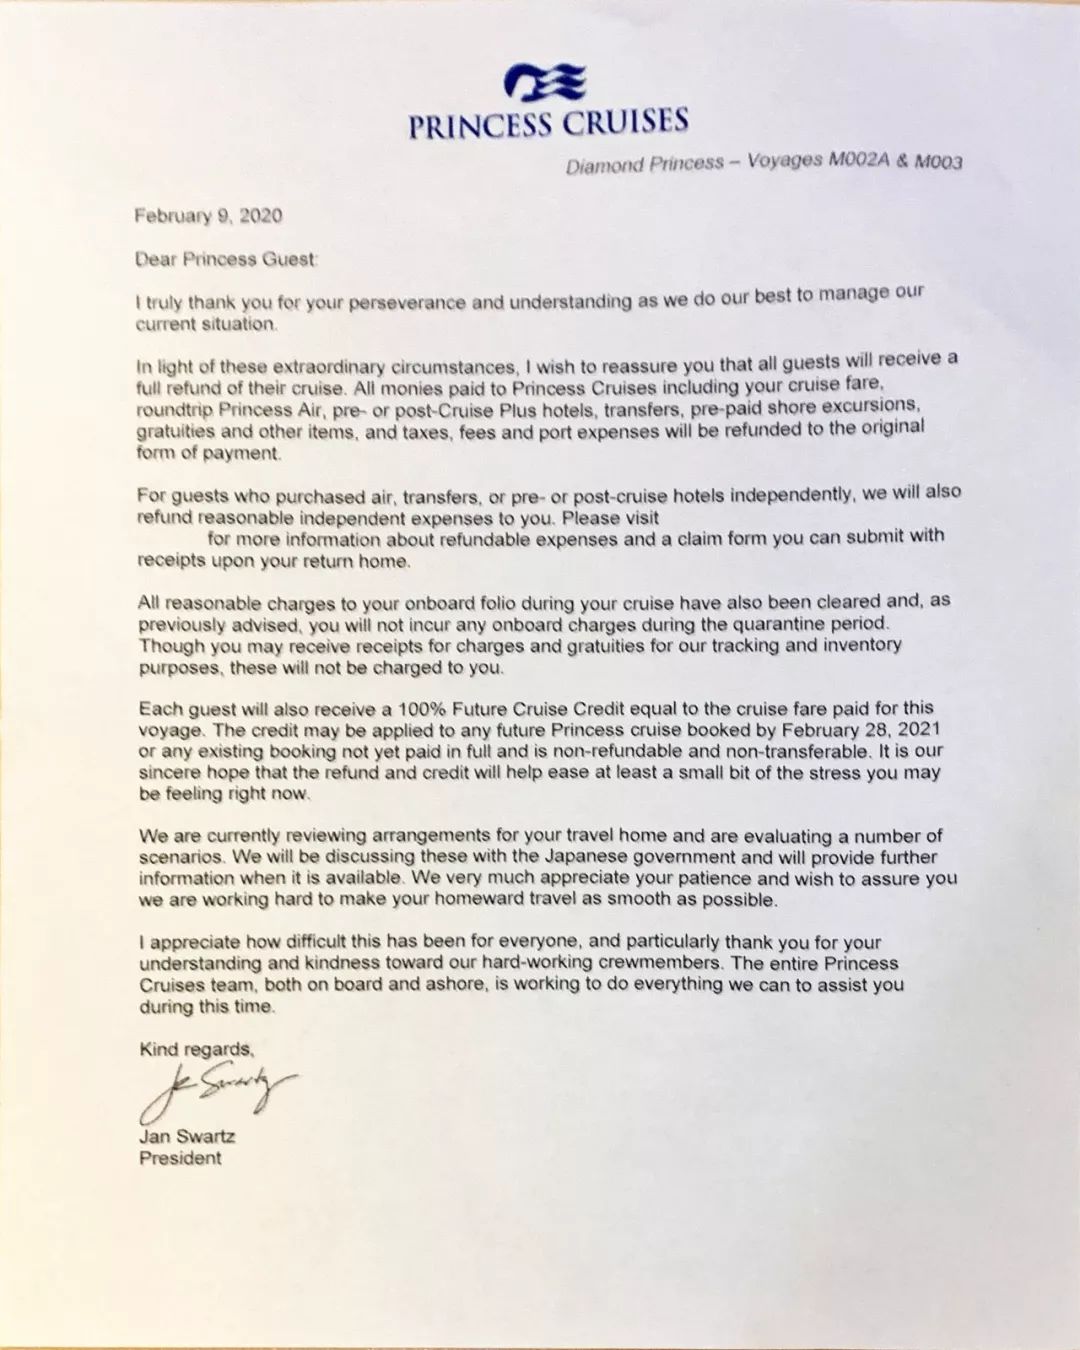 PRINCESS CRUISES
Diamond Princess – Voyages M002A & M003
February 9, 2020
Dear Princess Guest:
I truly thank you for your perseverance and understanding as we do our best to manage our
current situation.
In light of these extraordinary circumstances, I wish to reassure you that all guests will receive a
full refund of their cruise. All monies paid to Princess Cruises including your cruise fare,
roundtrip Princess Air, pre- or post-Cruise Plus hotels, transfers, pre-paid shore excursions,
gratuities and other items, and taxes, fees and port expenses will be refunded to the original
form of payment.
For guests who purchased air, transfers, or pre- or post-cruise hotels independently, we will also
refund reasonable independent expenses to you. Please visit
for more information about refundable expenses and a claim form you can submit with
receipts upon your return home.
All reasonable charges to your onboard folio during your cruise have also been cleared and, as
previously advised, you will not incur any onboard charges during the quarantine period.
Though you may receive receipts for charges and gratuities for our tracking and inventory
purposes, these will not be charged to you.
Each guest will also receive a 100% Future Cruise Credit equal to the cruise fare paid for this
voyage. The credit may be applied to any future Princess cruise booked by February 28, 2021
or any existing booking not yet paid in full and is non-refundable and non-transferable. It is our
sincere hope that the refund and credit will help ease at least a small bit of the stress you may
be feeling right now.
We are currently reviewing arrangements for your travel home and are evaluating a number of
scenarios. We will be discussing these with the Japanese government and will provide further
information when it is available. We very much appreciate your patience and wish to assure you
we are working hard to make your homeward travel as smooth as possible.
I appreciate how difficult this has been for everyone, and particularly thank you for your
understanding and kindness toward our hard-working crewmembers. The entire Princess
Cruises team, both on board and ashore, is working to do everything we can to assist you
during this time.
Kind regards,
Jan Swartz
President